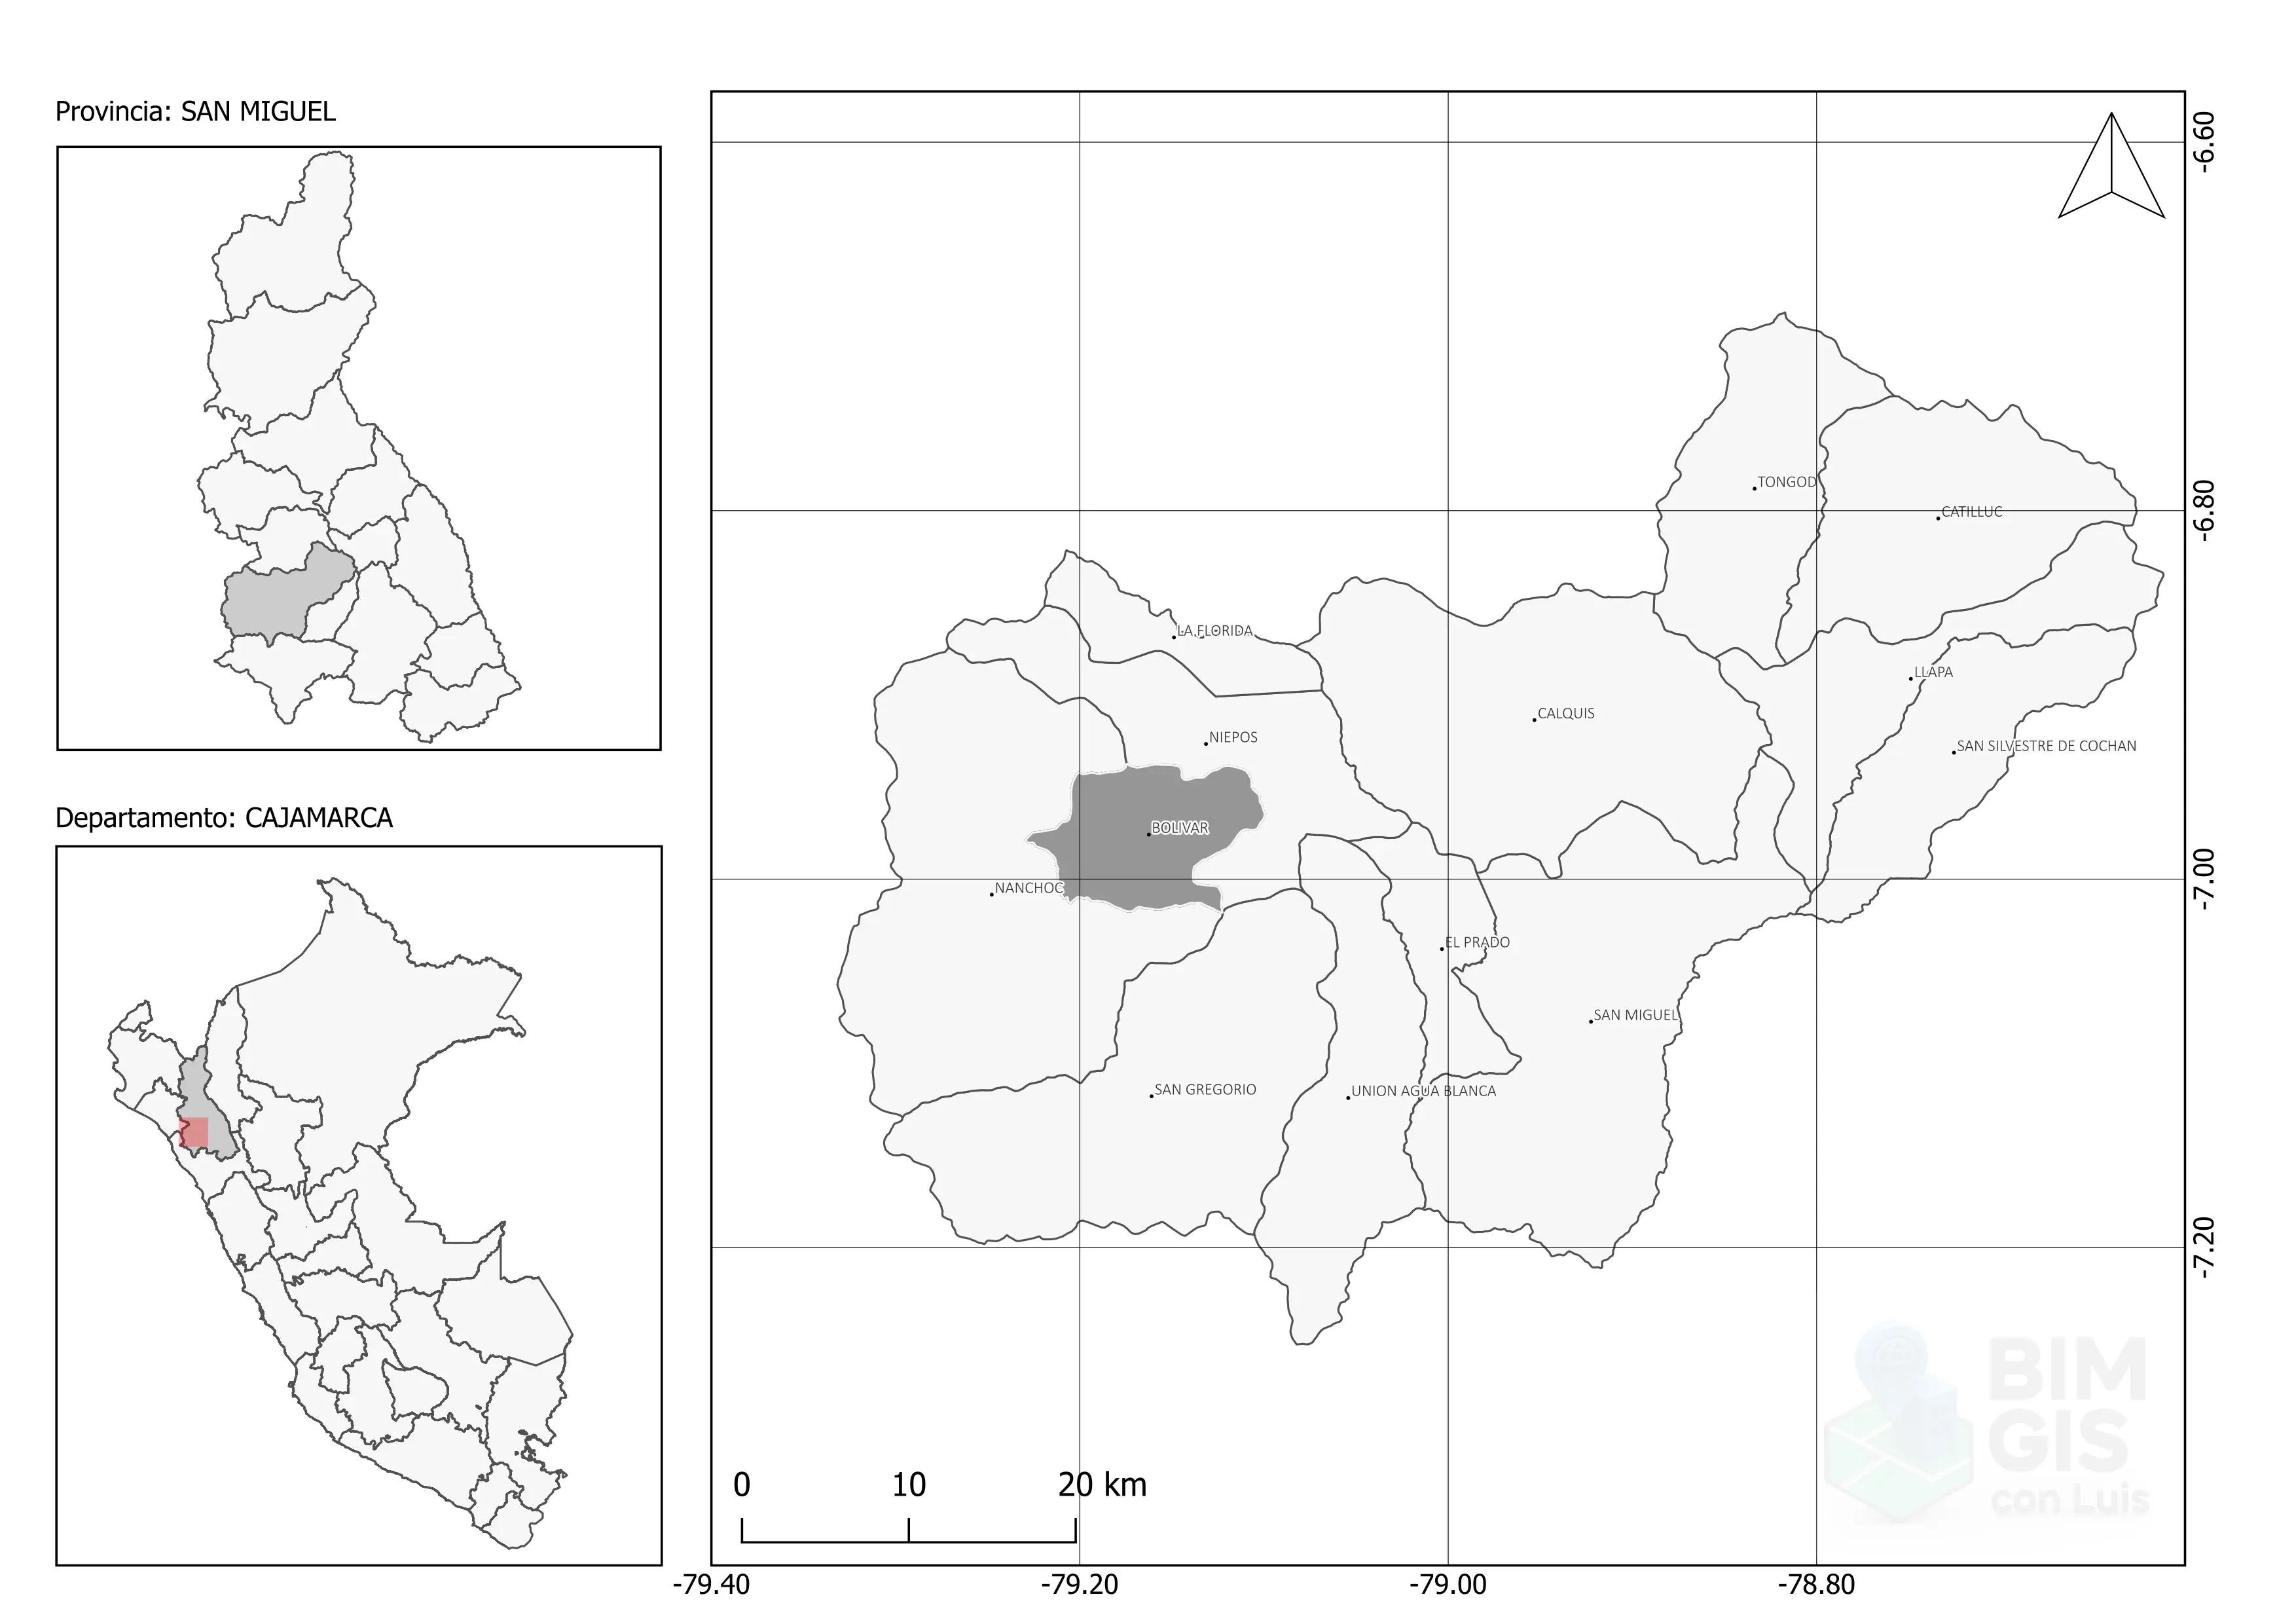 Provincia: SAN MIGUEL
Departamento: CAJAMARCA
-6.60
TONGOD
-6.80
CATILLUC
LA FLORIDA
LLAPA
CALQUIS
NIEPOS
SAN SILVESTRE DE COCHAN
BOLIVAR
-7.00
NANCHOC
EL PRADO
SAN MIGUEL
SAN GREGORIO
UNION AGUA BLANCA
-7.20
BIM
GIS
con Luis
0 10 20 km
-79.40 -79.20 -79.00 -78.80